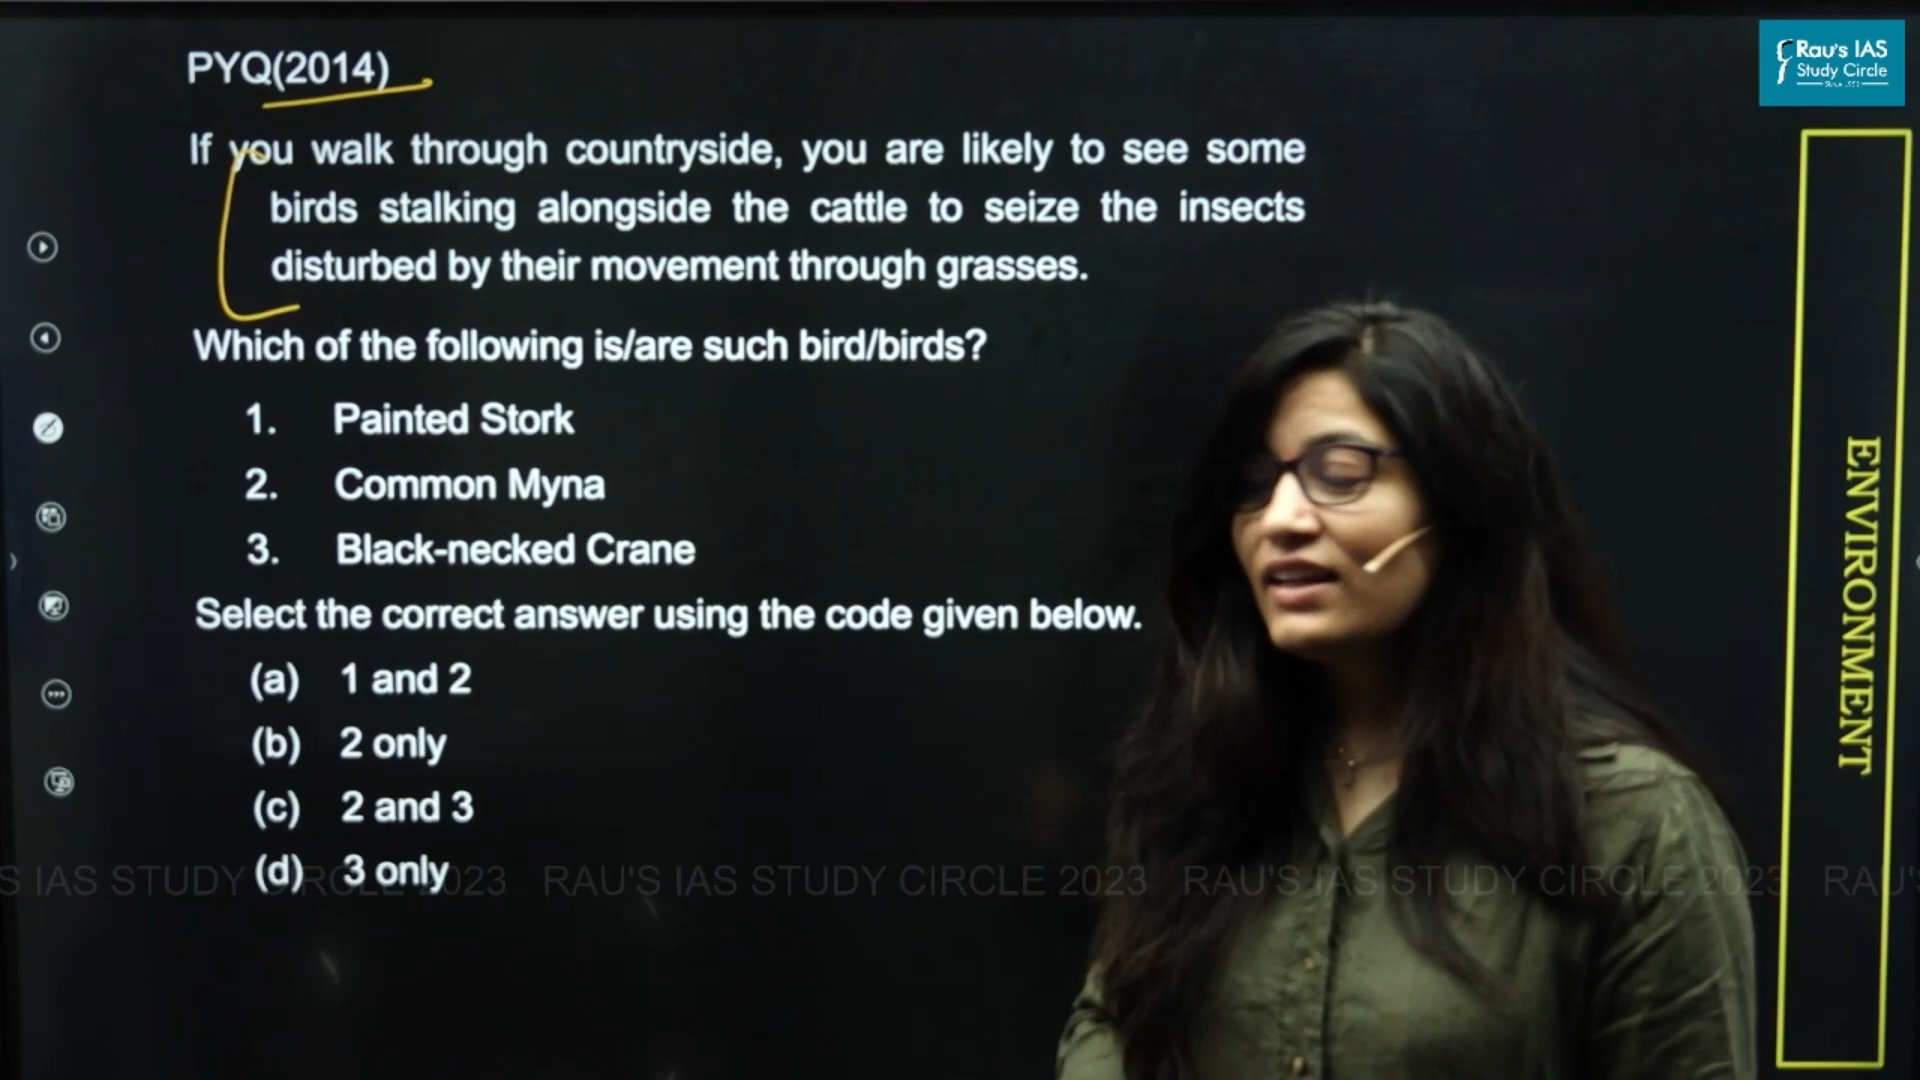 PYQ(2014)
If you walk through countryside, you are likely to see some
birds stalking alongside the cattle to seize the insects
disturbed by their movement through grasses.
Which of the following is/are such bird/birds?
1. Painted Stork
2. Common Myna
3. Black-necked Crane
Select the correct answer using the code given below.
(a) 1 and 2
(b) 2 only
(c) 2 and 3
(d) 3 only
S IAS STUDY CIRCLE 2023 RAU'S IAS STUDY CIRCLE 2023 RAU'S IAS STUDY CIRCLE 2023 RAU'S
Rau's IAS
Study Circle
ENVIRONMENT